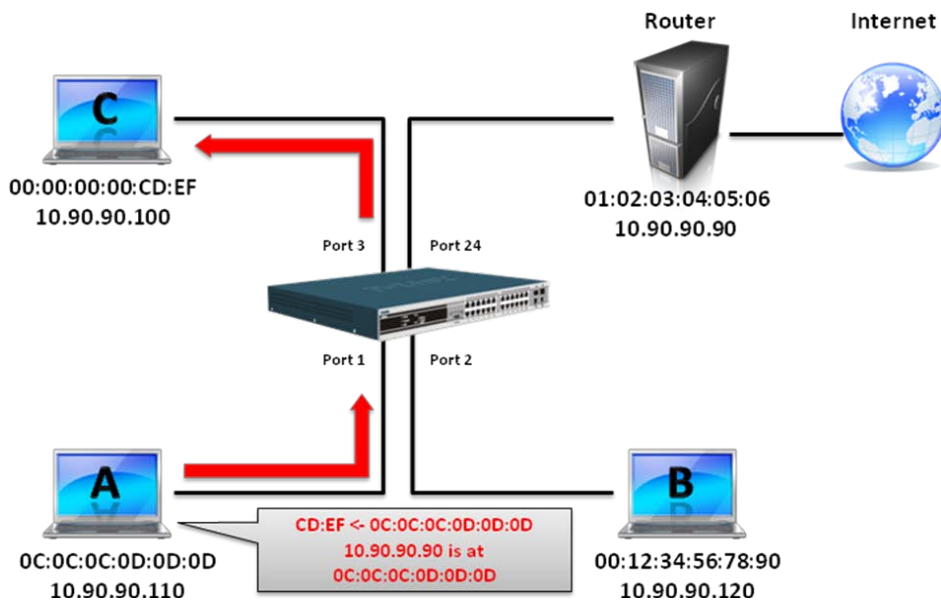 Router
Internet
C
00:00:00:00:CD:EF
10.90.90.100
01:02:03:04:05:06
10.90.90.90
Port 3
Port 24
Port 1
Port 2
A
B
CD:EF <- 0C:0C:0C:0D:0D:0D
10.90.90.90 is at
0C:0C:0C:0D:0D:0D
0C:0C:0C:0D:0D:0D
10.90.90.110
00:12:34:56:78:90
10.90.90.120